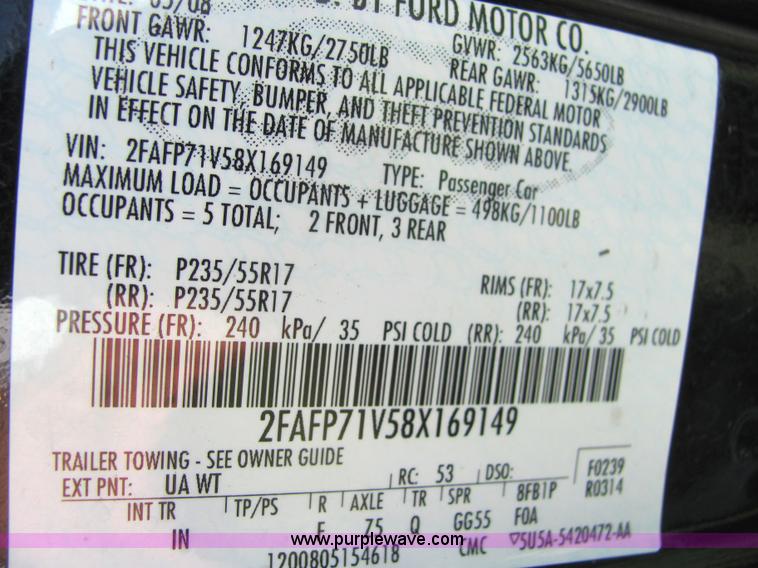 05/08 BY FORD MOTOR CO.
FRONT GAWR: 1247KG/2750LB GVWR: 2563KG/5650LB
REAR GAWR: 1315KG/2900LB
THIS VEHICLE CONFORMS TO ALL APPLICABLE FEDERAL MOTOR
VEHICLE SAFETY, BUMPER, AND THEFT PREVENTION STANDARDS
IN EFFECT ON THE DATE OF MANUFACTURE SHOWN ABOVE.
VIN: 2FAFP71V58X169149 TYPE: Passenger Car
MAXIMUM LOAD = OCCUPANTS + LUGGAGE = 498KG/1100LB
OCCUPANTS = 5 TOTAL; 2 FRONT, 3 REAR
TIRE (FR): P235/55R17 RIMS (FR): 17x7.5
(RR): P235/55R17 (RR): 17x7.5
PRESSURE (FR): 240 kPa/ 35 PSI COLD (RR): 240 kPa/ 35 PSI COLD
2FAFP71V58X169149
TRAILER TOWING - SEE OWNER GUIDE
EXT PNT: UA WT RC: 53 DSO: F0239
R0314
INT TR TP/PS R AXLE TR SPR 8FB1P
IN 75 Q GG55 F0A
1200805154618 CMC 5U5A-5420472-AA
www.purplewave.com